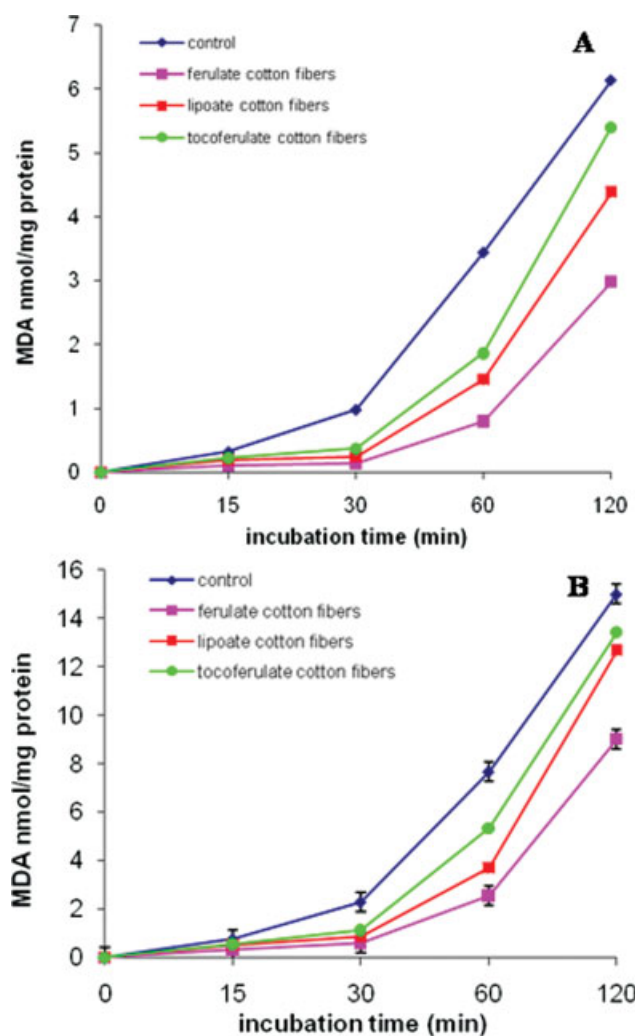 A
control
ferulate cotton fibers
lipoate cotton fibers
tocoferulate cotton fibers
MDA nmol/mg protein
7
6
5
4
3
2
1
0
0 15 30 60 120
incubation time (min)
B
control
ferulate cotton fibers
lipoate cotton fibers
tocoferulate cotton fibers
MDA nmol/mg protein
16
14
12
10
8
6
4
2
0
0 15 30 60 120
incubation time (min)